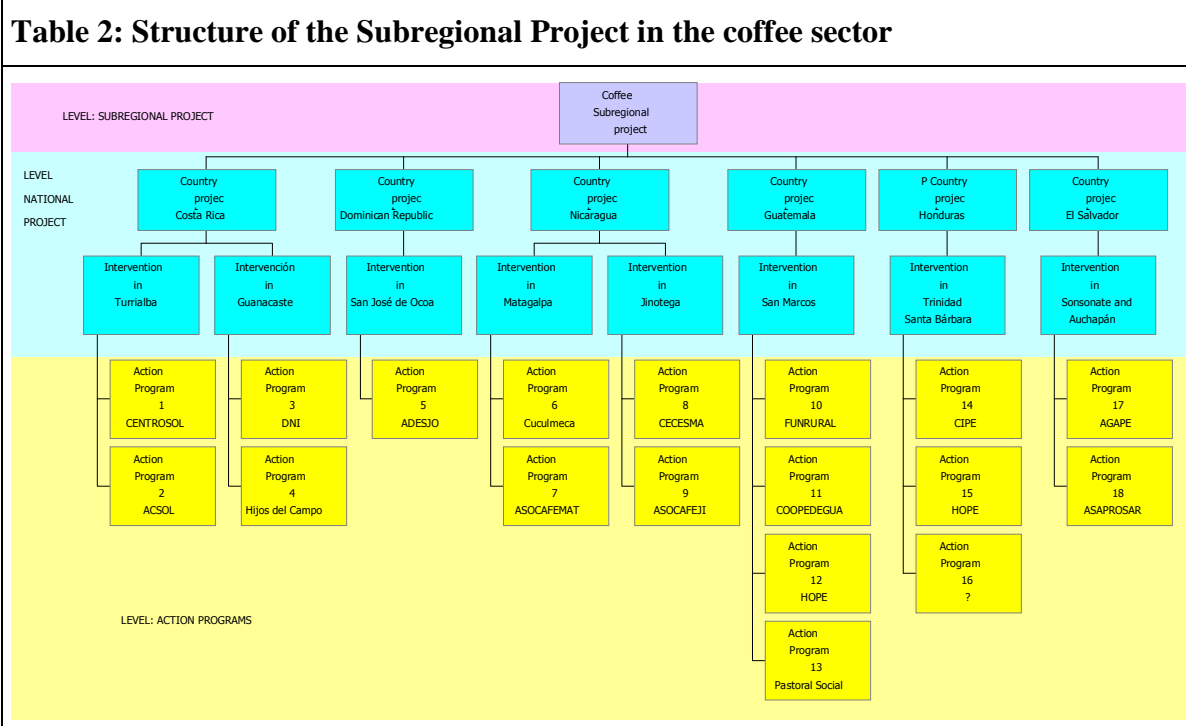 Table 2: Structure of the Subregional Project in the coffee sector
LEVEL: SUBREGIONAL PROJECT
Coffee
Subregional
project
LEVEL
NATIONAL
PROJECT
Country
projec
Costa Rica
Country
projec
Dominican Republic
Country
projec
Nicaragua
Country
projec
Guatemala
P Country
projec
Honduras
Country
projec
El Salvador
Intervention
in
Turrialba
Intervención
in
Guanacaste
Intervention
in
San José de Ocoa
Intervention
in
Matagalpa
Intervention
in
Jinotega
Intervention
in
San Marcos
Intervention
in
Trinidad
Santa Bárbara
Intervention
in
Sonsonate and
Auchapán
Action
Program
1
CENTROSOL
Action
Program
3
DNI
Action
Program
5
ADESJO
Action
Program
6
Cuculmeca
Action
Program
8
CECESMA
Action
Program
10
FUNRURAL
Action
Program
14
CIPE
Action
Program
17
AGAPE
Action
Program
2
ACSOL
Action
Program
4
Hijos del Campo
Action
Program
7
ASOCAFEMAT
Action
Program
9
ASOCAFEJI
Action
Program
11
COOPEDEGUA
Action
Program
15
HOPE
Action
Program
18
ASAPROSAR
Action
Program
12
HOPE
Action
Program
16
?
LEVEL: ACTION PROGRAMS
Action
Program
13
Pastoral Social